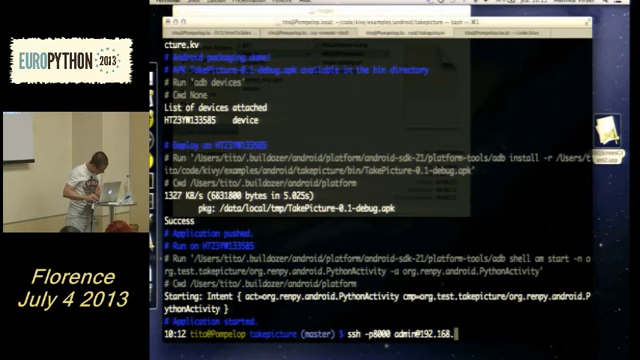 EUROPYTHON 2013
Florence
July 4 2013
cture.kv
# Android packaging done!
# APK TakePicture-0.1-debug.apk available in the bin directory
# Run 'adb devices'
# Cmd None
List of devices attached
HT23YW133585 device
# Deploy on HT23YW133585
# Run '/Users/tito/.buildozer/android/platform/android-sdk-21/platform-tools/adb install -r /Users/t
ito/code/kivy/examples/android/takepicture/bin/TakePicture-0.1-debug.apk'
# Cwd /Users/tito/.buildozer/android/platform
1327 KB/s (6831800 bytes in 5.025s)
pkg: /data/local/tmp/TakePicture-0.1-debug.apk
Success
# Application pushed.
# Run on HT23YW133585
# Run '/Users/tito/.buildozer/android/platform/android-sdk-21/platform-tools/adb shell am start -n o
rg.test.takepicture/org.renpy.android.PythonActivity -a org.renpy.android.PythonActivity'
# Cwd /Users/tito/.buildozer/android/platform
Starting: Intent { act=org.renpy.android.PythonActivity cmp=org.test.takepicture/org.renpy.android.P
ythonActivity }
# Application started.
10:12 tito@Pompelop takepicture (master) $ ssh -p8000 admin@192.168.